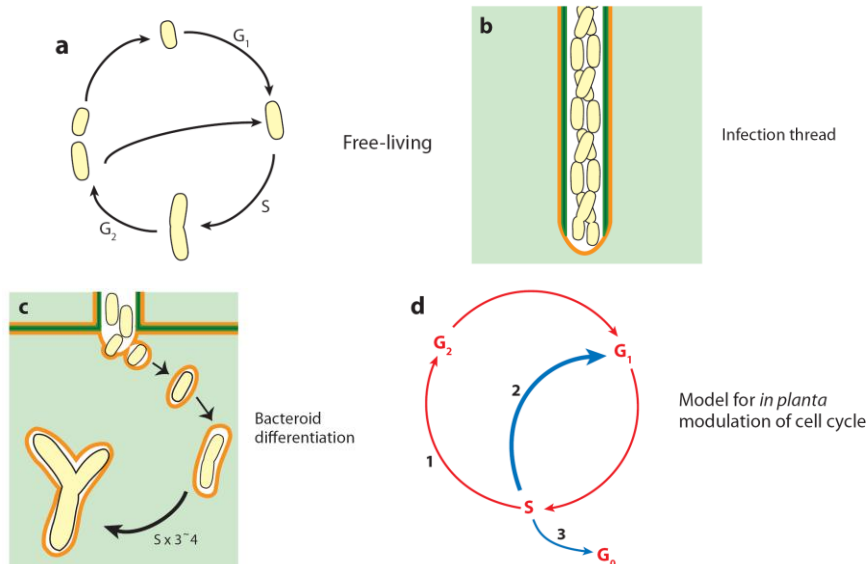 a
G₁
Free-living
S
G₂
b
Infection thread
c
Bacteroid
differentiation
S x 3~4
d
G₂
G₁
2
1
S
3
G₀
Model for in planta
modulation of cell cycle